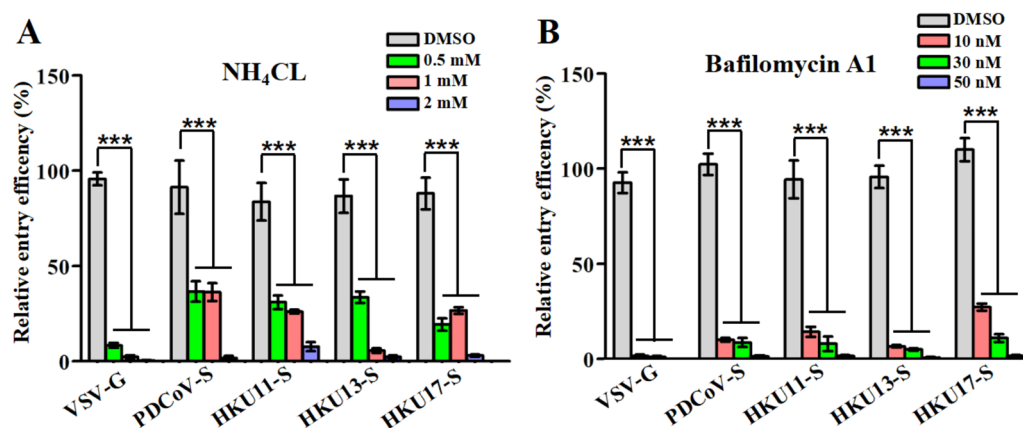 A
NH₄CL
DMSO
0.5 mM
1 mM
2 mM
Relative entry efficency (%)
150
100
50
0
***
***
***
***
***
VSV-G
PDCoV-S
HKU11-S
HKU13-S
HKU17-S
B
Bafilomycin A1
DMSO
10 nM
30 nM
50 nM
Relative entry efficency (%)
150
100
50
0
***
***
***
***
***
VSV-G
PDCoV-S
HKU11-S
HKU13-S
HKU17-S